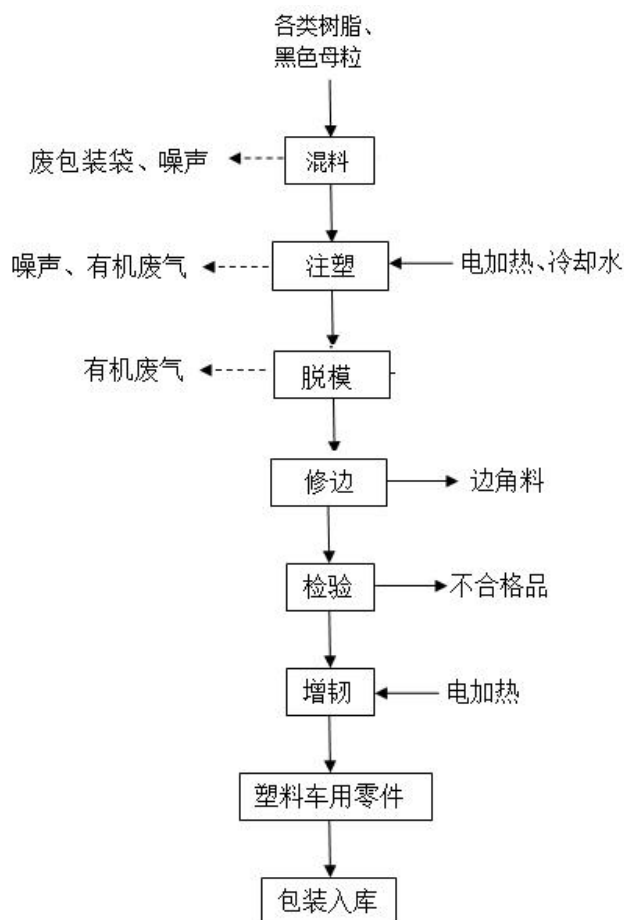 各类树脂、
黑色母粒
废包装袋、噪声
混料
噪声、有机废气
注塑
电加热、冷却水
有机废气
脱模
修边
边角料
检验
不合格品
增韧
电加热
塑料车用零件
包装入库